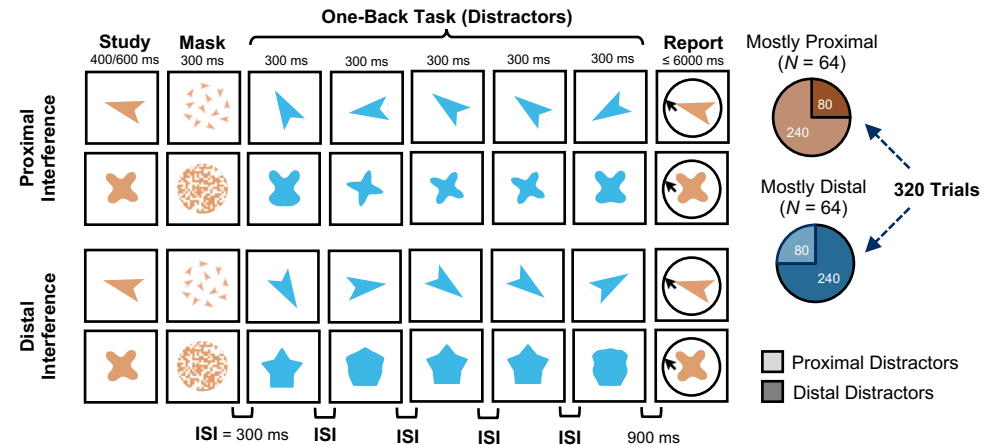 One-Back Task (Distractors)
Study Mask Report
400/600 ms 300 ms 300 ms 300 ms 300 ms 300 ms 300 ms ≤ 6000 ms
Proximal
Interference
Distal
Interference
ISI = 300 ms ISI ISI ISI ISI 900 ms
Mostly Proximal
(N = 64)
80
240
320 Trials
Mostly Distal
(N = 64)
80
240
Proximal Distractors
Distal Distractors